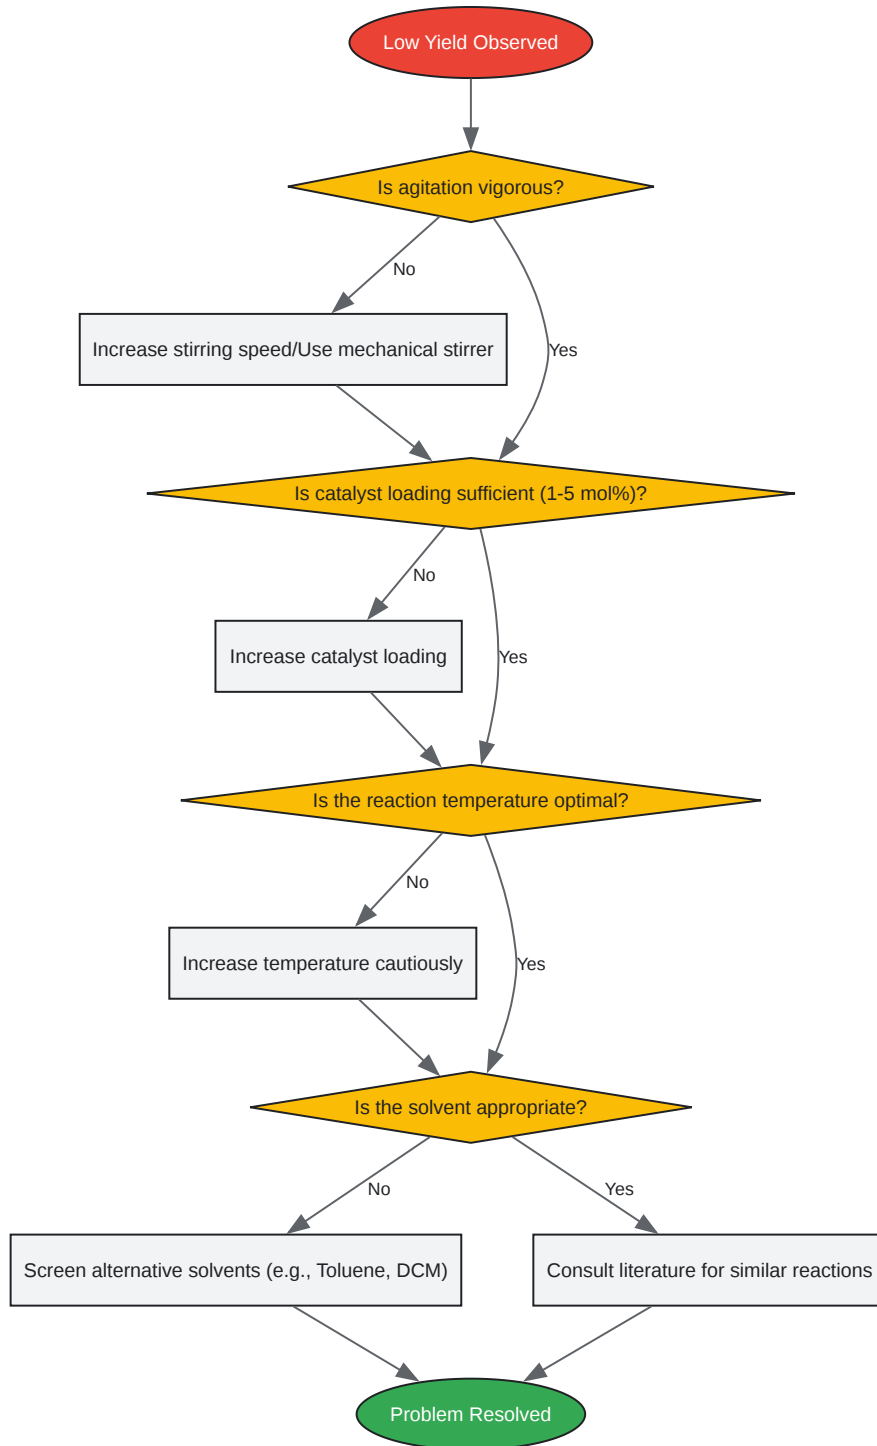 Low Yield Observed
Is agitation vigorous?
No
Increase stirring speed/Use mechanical stirrer
Yes
Is catalyst loading sufficient (1-5 mol%)?
No
Increase catalyst loading
Yes
Is the reaction temperature optimal?
No
Increase temperature cautiously
Yes
Is the solvent appropriate?
No
Yes
Screen alternative solvents (e.g., Toluene, DCM)
Consult literature for similar reactions
Problem Resolved